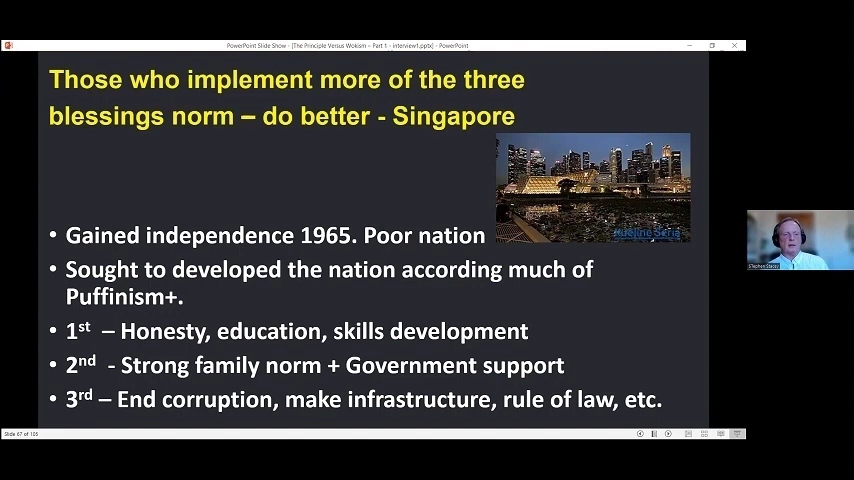 PowerPoint Slide Show - [The Principle Versus Wokism – Part 1 - interview1.pptx] - PowerPoint
Those who implement more of the three
blessings norm – do better - Singapore
• Gained independence 1965. Poor nation
• Sought to developed the nation according much of
Puffinism+.
• 1st – Honesty, education, skills development
• 2nd - Strong family norm + Government support
• 3rd – End corruption, make infrastructure, rule of law, etc.
STephen Stacey
Slide 67 of 105